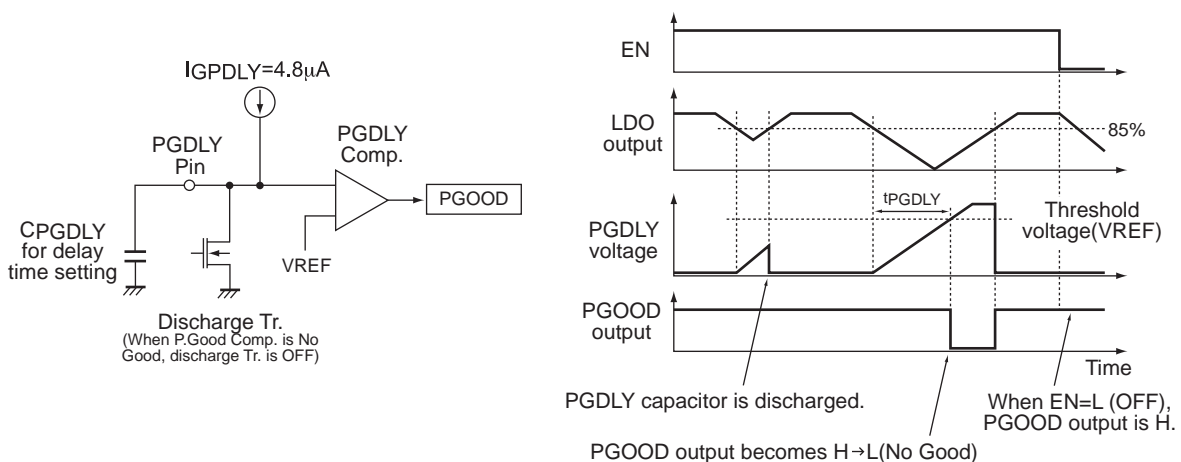 IGPDLY=4.8μA
PGDLY
Pin
PGDLY
Comp.
PGOOD
CPGDLY
for delay
time setting
VREF
Discharge Tr.
(When P.Good Comp. is No
Good, discharge Tr. is OFF)
EN
LDO
output
85%
tPGDLY
PGDLY
voltage
Threshold
voltage(VREF)
PGOOD
output
Time
PGDLY capacitor is discharged.
When EN=L (OFF),
PGOOD output is H.
PGOOD output becomes H→L(No Good)